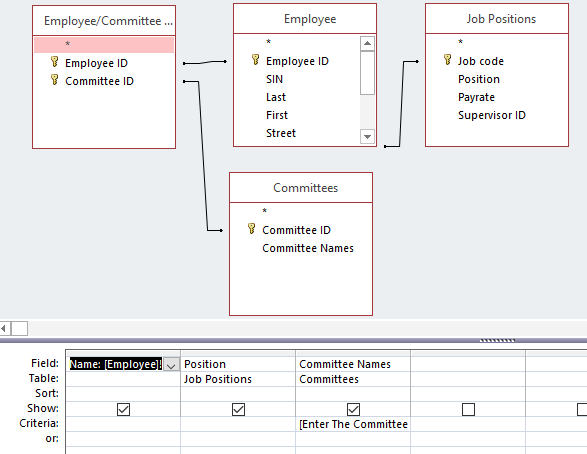 Employee/Committee ...
*
Employee ID
Committee ID
Employee
*
Employee ID
SIN
Last
First
Street
Job Positions
*
Job code
Position
Payrate
Supervisor ID
Committees
*
Committee ID
Committee Names
Field: Name: [Employee]! Position Committee Names
Table: Job Positions Committees
Sort:
Show:
Criteria: [Enter The Committee
or: